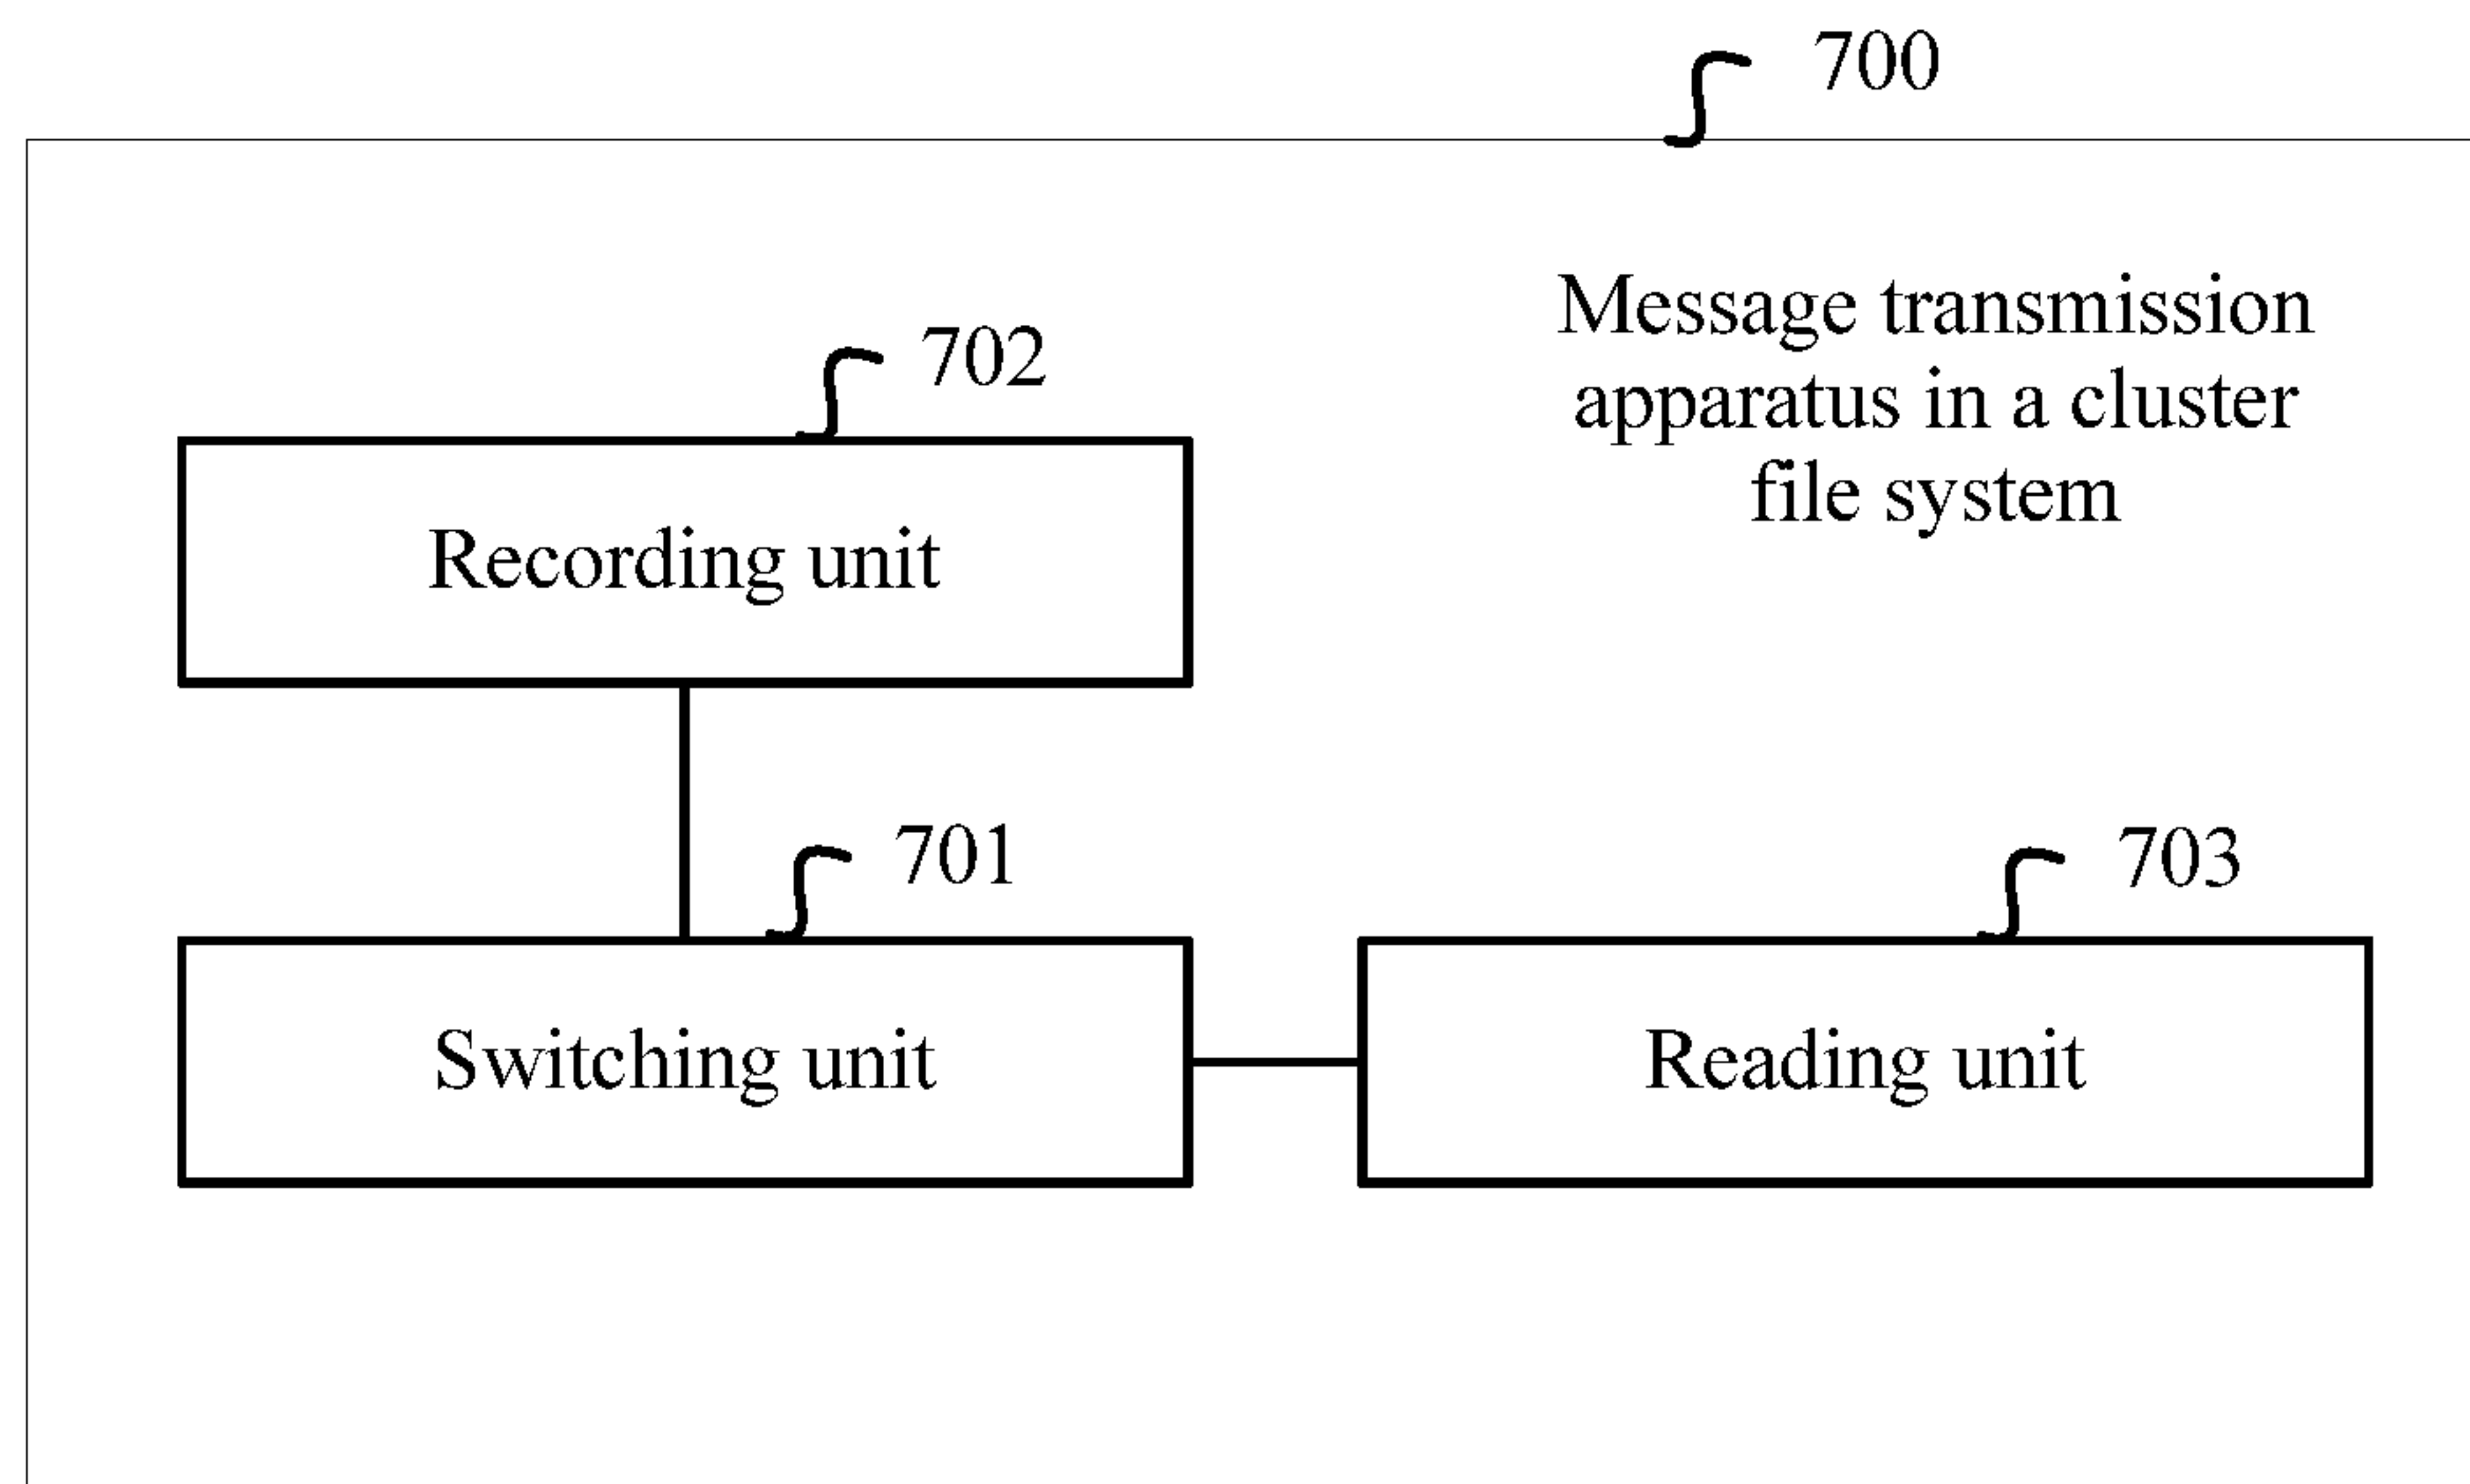 700
Message transmission
apparatus in a cluster
file system
702
Recording unit
701
703
Switching unit
Reading unit